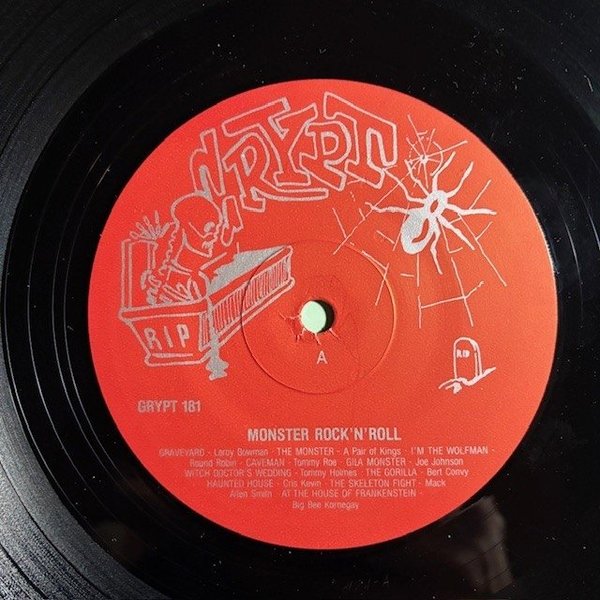 CRYPT
RIP
RIP
A
GRYPT 181
MONSTER ROCK'N'ROLL
GRAVEYARD - Leroy Bowman - THE MONSTER - A Pair of Kings - I'M THE WOLFMAN -
Round Robin - CAVEMAN - Tommy Roe - GILA MONSTER - Joe Johnson
WITCH DOCTOR'S WEDDING - Tommy Holmes - THE GORILLA - Bert Convy
HAUNTED HOUSE - Cris Kevin - THE SKELETON FIGHT - Mack
Allen Smith - AT THE HOUSE OF FRANKENSTEIN -
Big Bee Kornegay